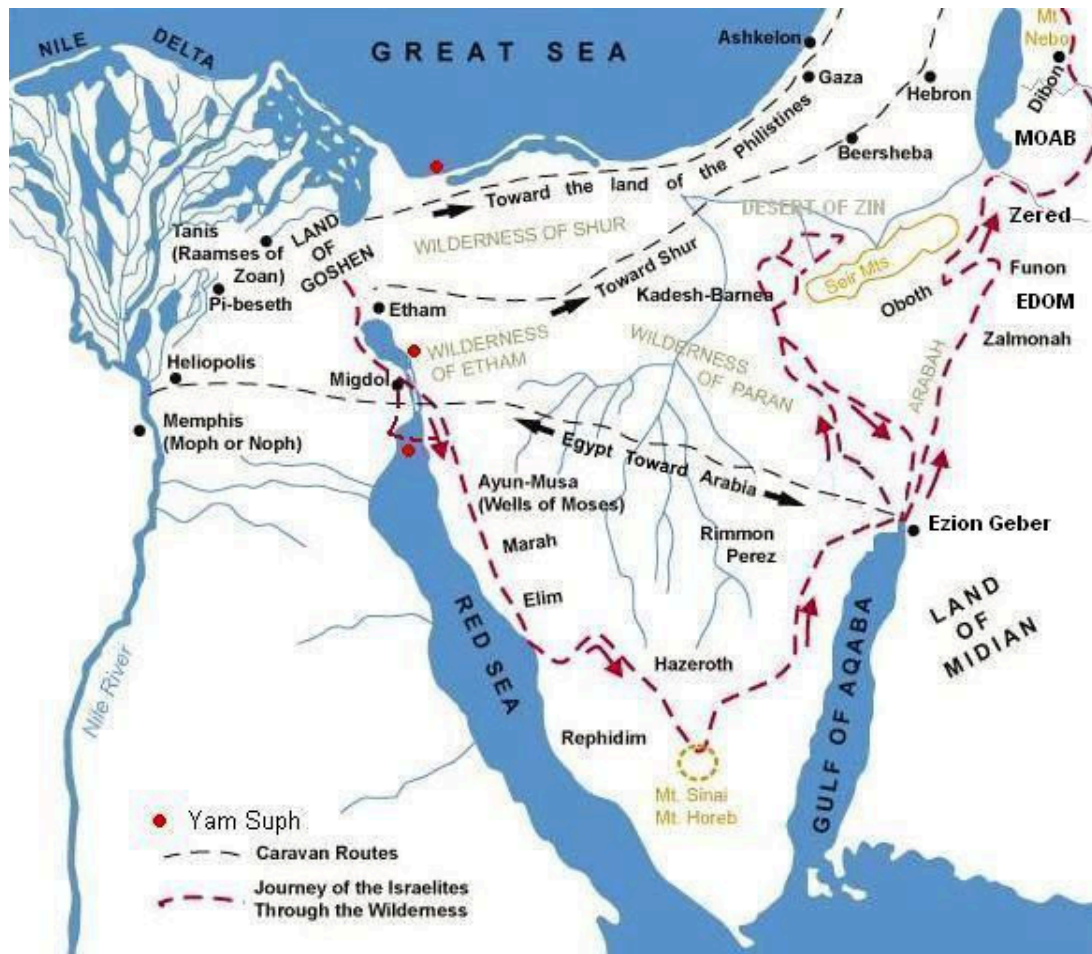 NILE DELTA
GREAT SEA
Ashkelon
Gaza
Hebron
Mt
Nebo
Dibon
MOAB
Beersheba
Toward the land of the Philistines
WILDERNESS OF SHUR
DESERT OF ZIN
Zered
Tanis
(Raamses of
Zoan)
LAND
OF
GOSHEN
Pi-beseth
Etham
Toward Shur
Kadesh-Barnea
Seir Mts
Oboth
Funon
EDOM
Zalmonah
Heliopolis
Migdol
WILDERNESS
OF ETHAM
WILDERNESS
OF PARAN
ARABAH
Memphis
(Moph or Noph)
Egypt Toward Arabia
Ayun-Musa
(Wells of Moses)
Marah
Rimmon
Perez
Ezion Geber
Elim
RED SEA
LAND
OF
MIDIAN
Hazeroth
Nile River
Rephidim
GULF OF AQABA
Mt. Sinai
Mt. Horeb
Yam Suph
Caravan Routes
Journey of the Israelites
Through the Wilderness